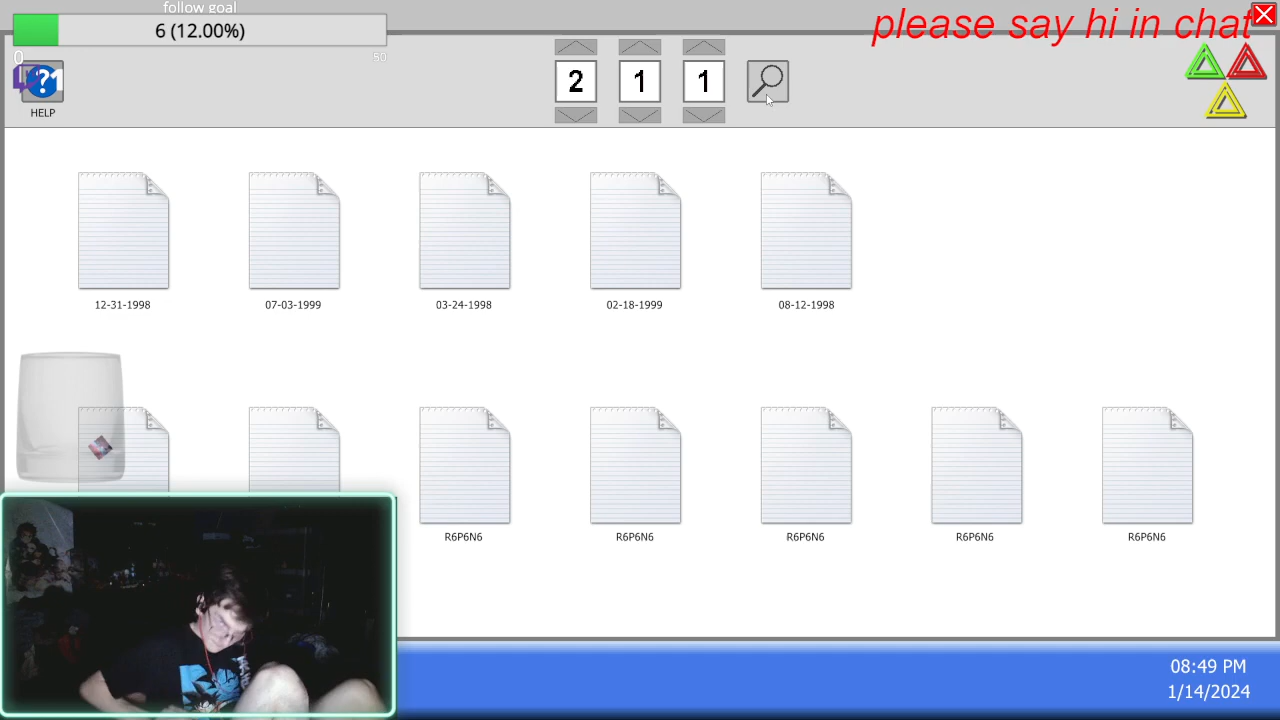 follow goal
6 (12.00%)
please say hi in chat
0
50
HELP
2 1 1
12-31-1998
07-03-1999
03-24-1998
02-18-1999
08-12-1998
R6P6N6
R6P6N6
R6P6N6
R6P6N6
R6P6N6
08:49 PM
1/14/2024